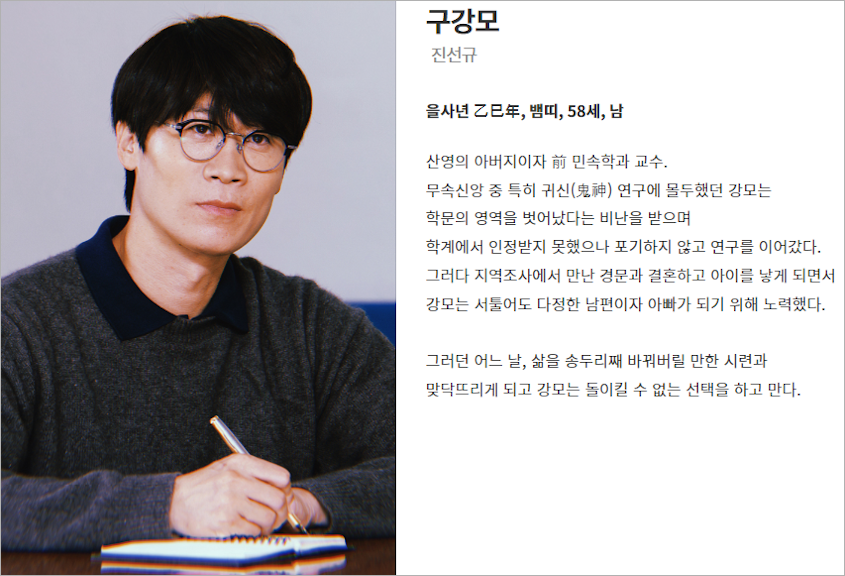 구강모
진선규
을사년 乙巳年, 뱀띠, 58세, 남
산영의 아버지이자 前 민속학과 교수.
무속신앙 중 특히 귀신(鬼神) 연구에 몰두했던 강모는
학문의 영역을 벗어났다는 비난을 받으며
학계에서 인정받지 못했으나 포기하지 않고 연구를 이어갔다.
그러다 지역조사에서 만난 경문과 결혼하고 아이를 낳게 되면서
강모는 서툴어도 다정한 남편이자 아빠가 되기 위해 노력했다.
그러던 어느 날, 삶을 송두리째 바꿔버릴 만한 시련과
맞닥뜨리게 되고 강모는 돌이킬 수 없는 선택을 하고 만다.